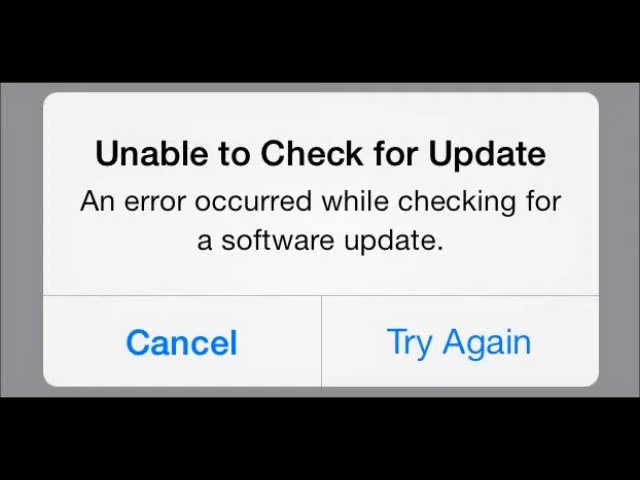 Unable to Check for Update
An error occurred while checking for
a software update.
Cancel
Try Again